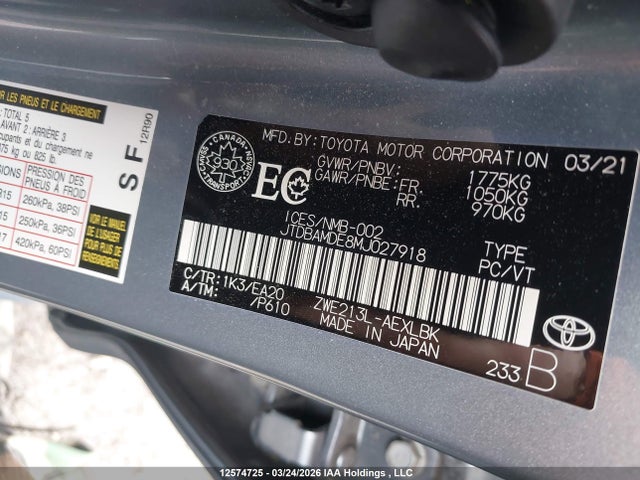 R LES PNEUS ET LE CHARGEMENT
: TOTAL 5
AVANT 2: ARRIÈRE 3
cupants et du chargement ne
75 kg ou 825 lb.
PRESSION DES
PNEUS À FROID
260kPa, 38PSI
250kPa, 36PSI
420kPa, 60PSI
VOIR LE MANUEL
DE L'USAGER
POUR PLUS DE
S F
12R90
CANADA
930
TRANSPORT
EC
MFD.BY: TOYOTA MOTOR CORPORATION 03/21
GVWR/PNBV: 1775KG
GAWR/PNBE: FR. 1050KG
RR. 970KG
ICES/NMB-002
JTDBAMDE8MJ027918
TYPE
PC/VT
C/TR: 1K3/EA20
A/TM: /P610
ZWE213L-AEXLBK
MADE IN JAPAN
233 B
12574725 - 03/24/2026 IAA Holdings , LLC